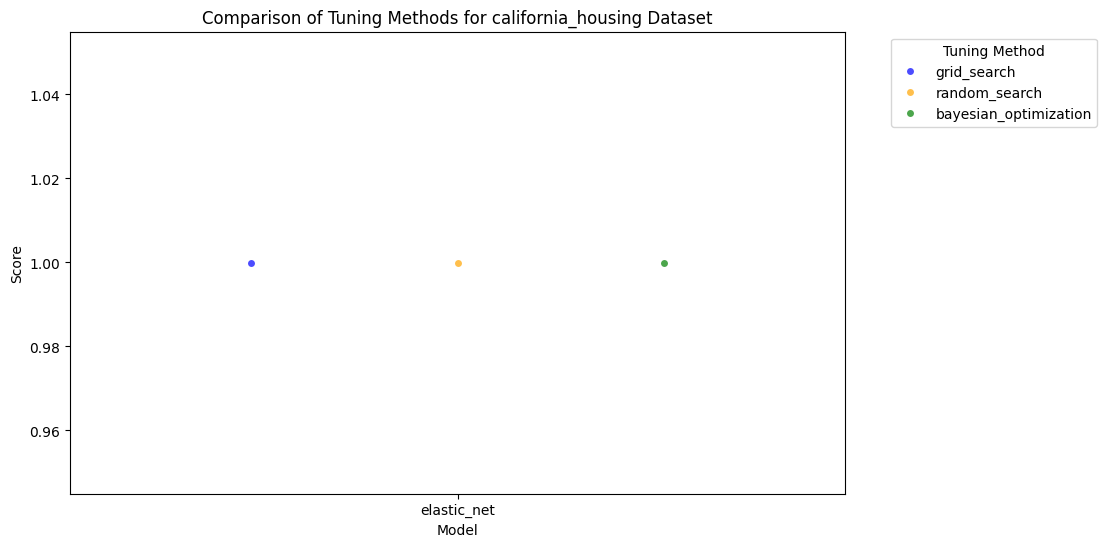 Comparison of Tuning Methods for california_housing Dataset
Tuning Method
grid_search
random_search
bayesian_optimization
1.04
1.02
1.00
0.98
0.96
Score
elastic_net
Model